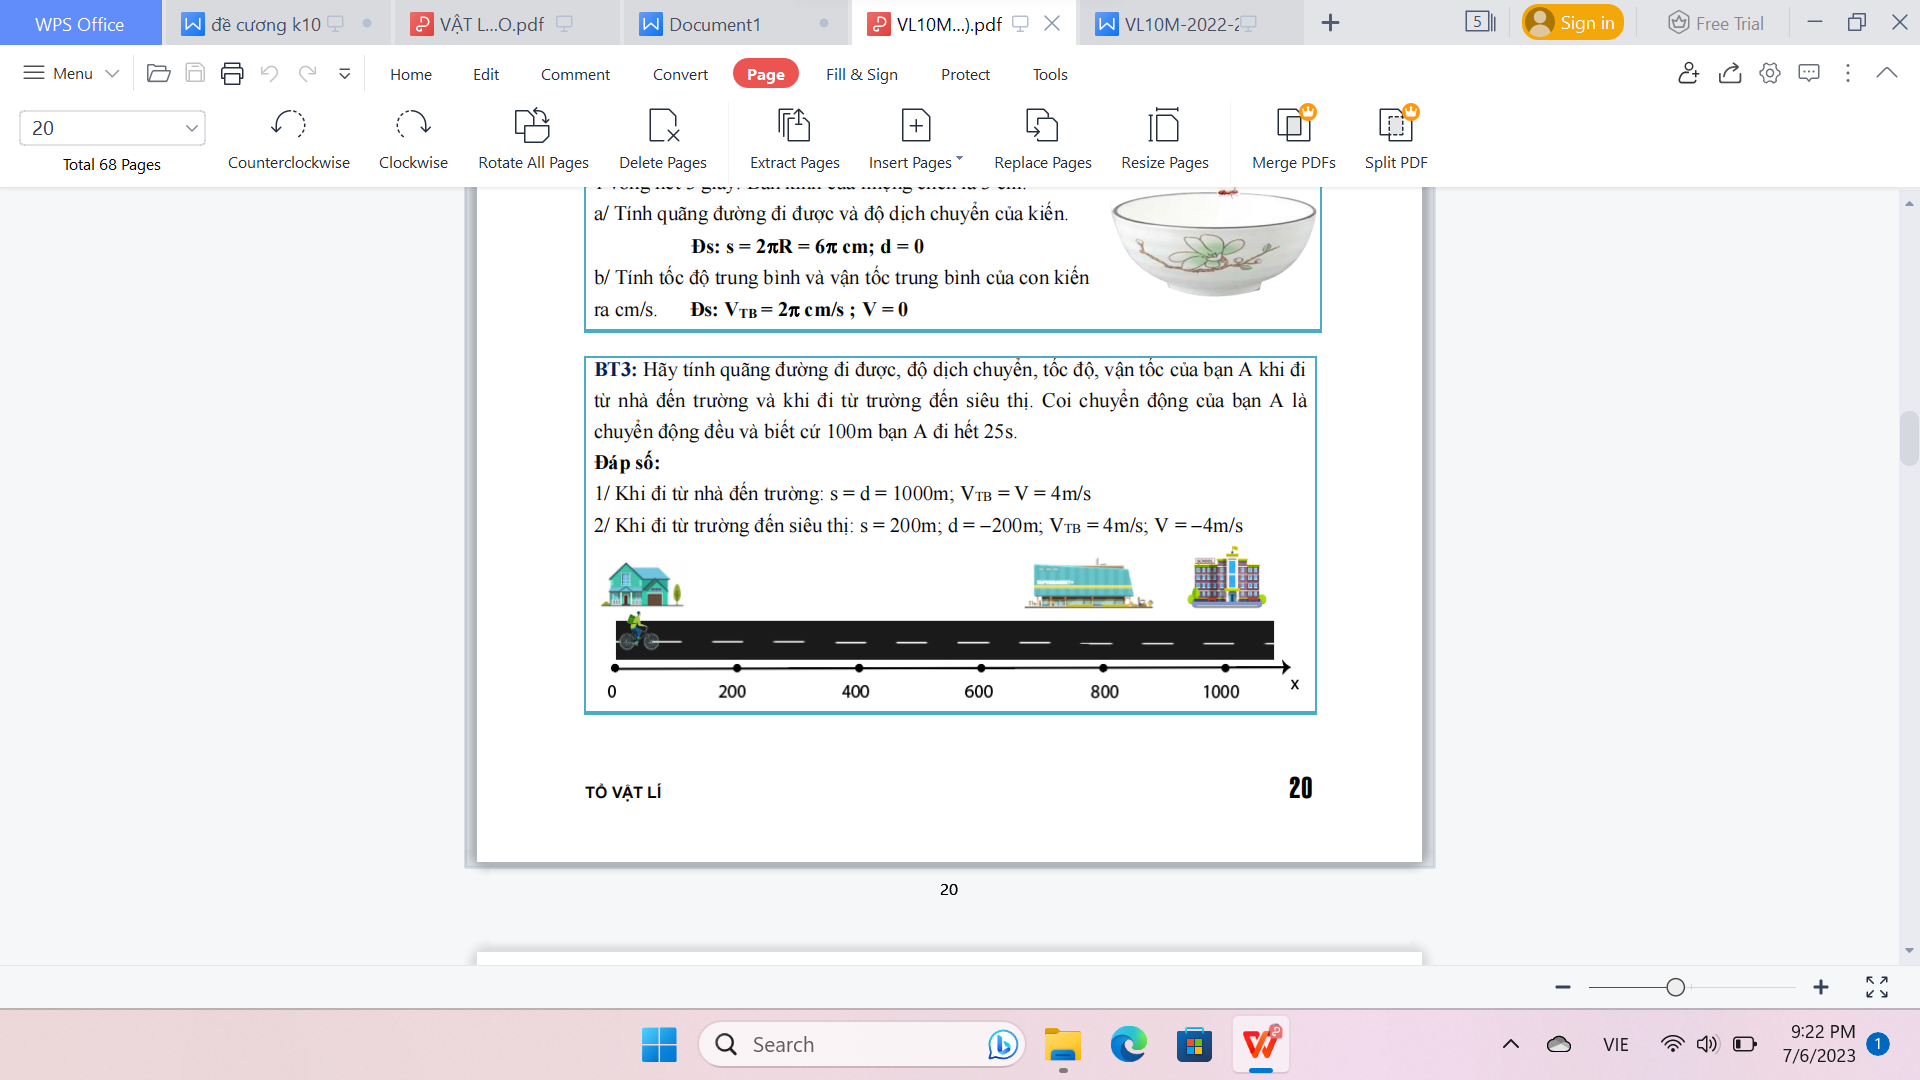 WPS Office
đề cương k10
VẬT L...O.pdf
Document1
VL10M...).pdf
VL10M-2022-2
5
Sign in
Free Trial
Menu
Home
Edit
Comment
Convert
Page
Fill & Sign
Protect
Tools
20
Total 68 Pages
Counterclockwise
Clockwise
Rotate All Pages
Delete Pages
Extract Pages
Insert Pages
Replace Pages
Resize Pages
Merge PDFs
Split PDF
a/ Tính quãng đường đi được và độ dịch chuyển của kiến.
Đs: s = 2πR = 6π cm; d = 0
b/ Tính tốc độ trung bình và vận tốc trung bình của con kiến
ra cm/s. Đs: VTB = 2π cm/s ; V = 0
BT3: Hãy tính quãng đường đi được, độ dịch chuyển, tốc độ, vận tốc của bạn A khi đi
từ nhà đến trường và khi đi từ trường đến siêu thị. Coi chuyển động của bạn A là
chuyển động đều và biết cứ 100m bạn A đi hết 25s.
Đáp số:
1/ Khi đi từ nhà đến trường: s = d = 1000m; VTB = V = 4m/s
2/ Khi đi từ trường đến siêu thị: s = 200m; d = –200m; VTB = 4m/s; V = –4m/s
SUPERMARKET
SCHOOL
0 200 400 600 800 1000 x
TỔ VẬT LÍ
20
20
Search
VIE
9:22 PM
7/6/2023
1